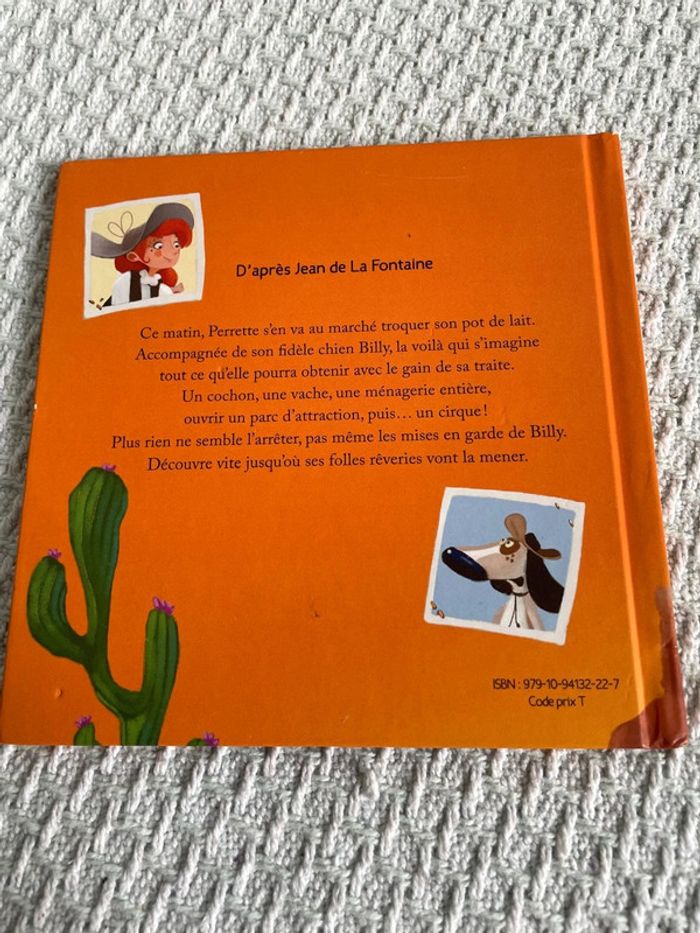 D'après Jean de La Fontaine
Ce matin, Perrette s'en va au marché troquer son pot de lait.
Accompagnée de son fidèle chien Billy, la voilà qui s'imagine
tout ce qu'elle pourra obtenir avec le gain de sa traite.
Un cochon, une vache, une ménagerie entière,
ouvrir un parc d'attraction, puis... un cirque !
Plus rien ne semble l'arrêter, pas même les mises en garde de Billy.
Découvre vite jusqu'où ses folles rêveries vont la mener.
ISBN : 979-10-94132-22-7
Code prix T